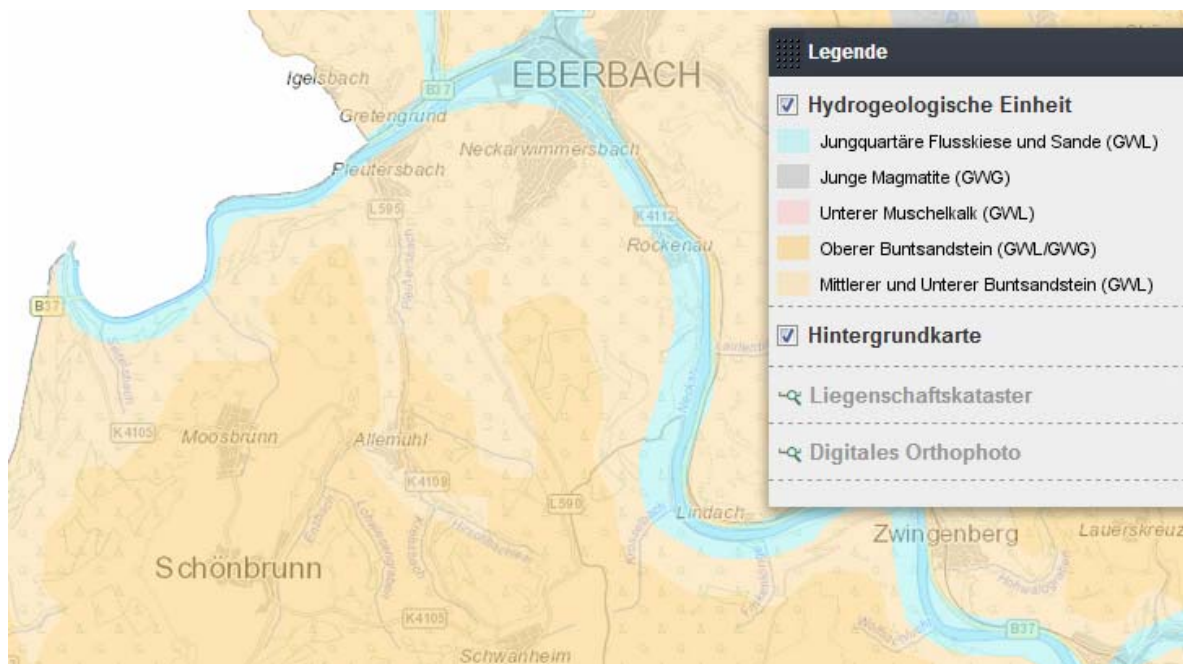 EBERBACH
Igelsbach
B37
Gretengrund
Neckarwimmersbach
Pleutersbach
L595
K4112
Rockenau
B37
K4105
Moosbrunn
Allemühl
K4108
L590
Lindach
Zwingenberg
Lauerskreuz
Schönbrunn
K4105
B37
Schwanheim
Legende
Hydrogeologische Einheit
Jungquartäre Flusskiese und Sande (GWL)
Junge Magmatite (GWG)
Unterer Muschelkalk (GWL)
Oberer Buntsandstein (GWL/GWG)
Mittlerer und Unterer Buntsandstein (GWL)
Hintergrundkarte
Liegenschaftskataster
Digitales Orthophoto